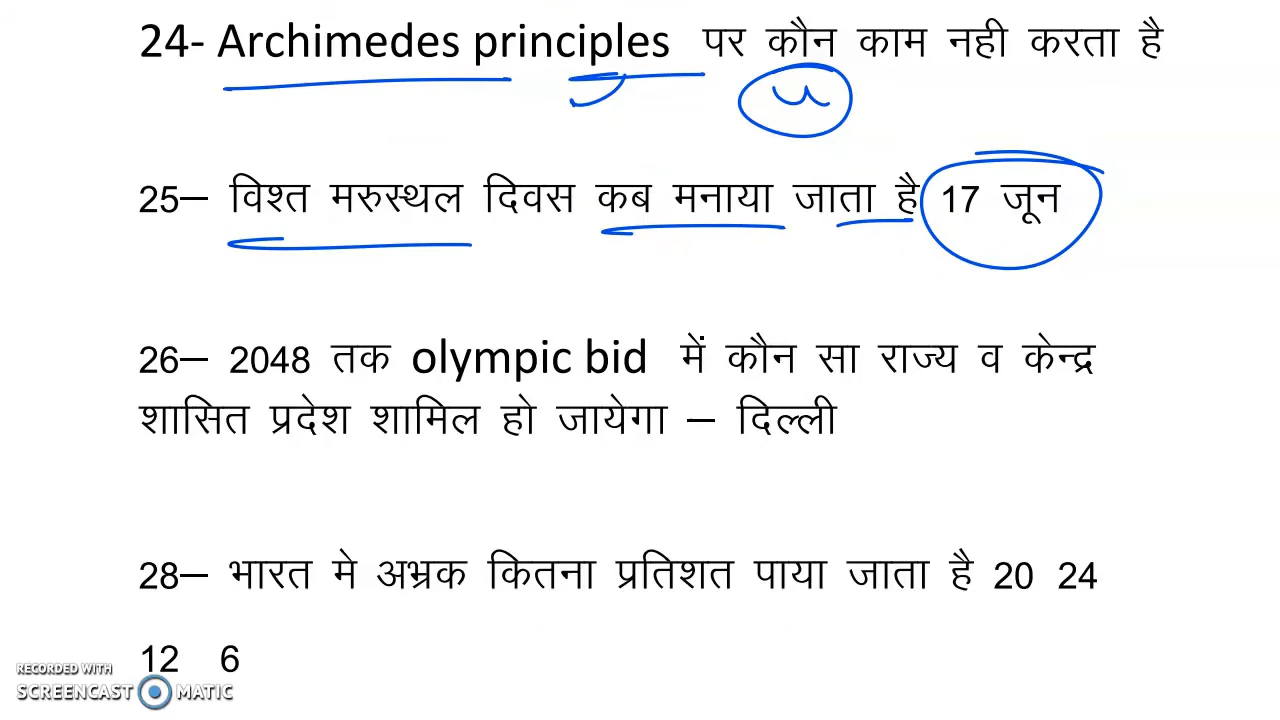 24- Archimedes principles पर कौन काम नही करता है
25– विश्त मरुस्थल दिवस कब मनाया जाता है 17 जून
26– 2048 तक olympic bid में कौन सा राज्य व केन्द्र
शासित प्रदेश शामिल हो जायेगा – दिल्ली
28– भारत मे अभ्रक कितना प्रतिशत पाया जाता है 20 24
12 6
RECORDED WITH
SCREENCAST MATIC